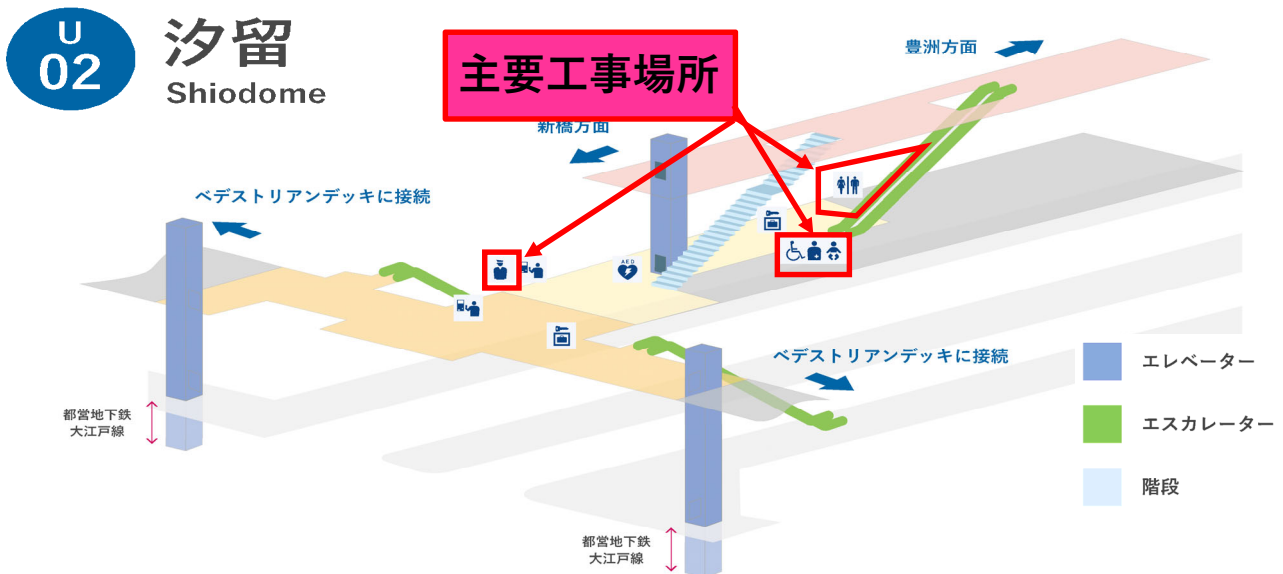 U
02
汐留
Shiodome
主要工事場所
豊洲方面
新橋方面
ペデストリアンデッキに接続
AED
ペデストリアンデッキに接続
エレベーター
エスカレーター
階段
都営地下鉄
大江戸線
都営地下鉄
大江戸線